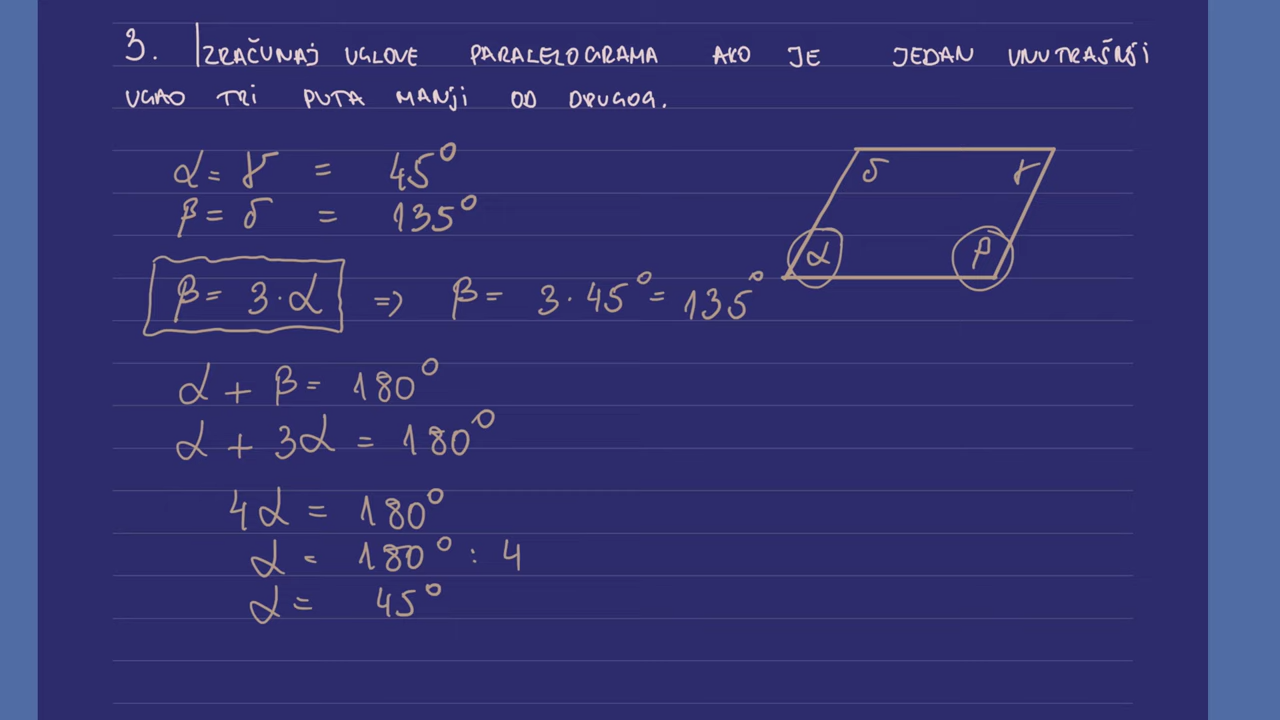 3. IZRAČUNAJ UGLOVE PARALELOGRAMA AKO JE JEDAN UNUTRAŠNJI
UGAO TRI PUTA MANJI OD DRUGOG.
α = γ = 45°
β = δ = 135°
δ γ
α β
β = 3·α => β = 3·45° = 135°
α + β = 180°
α + 3α = 180°
4α = 180°
α = 180° : 4
α = 45°